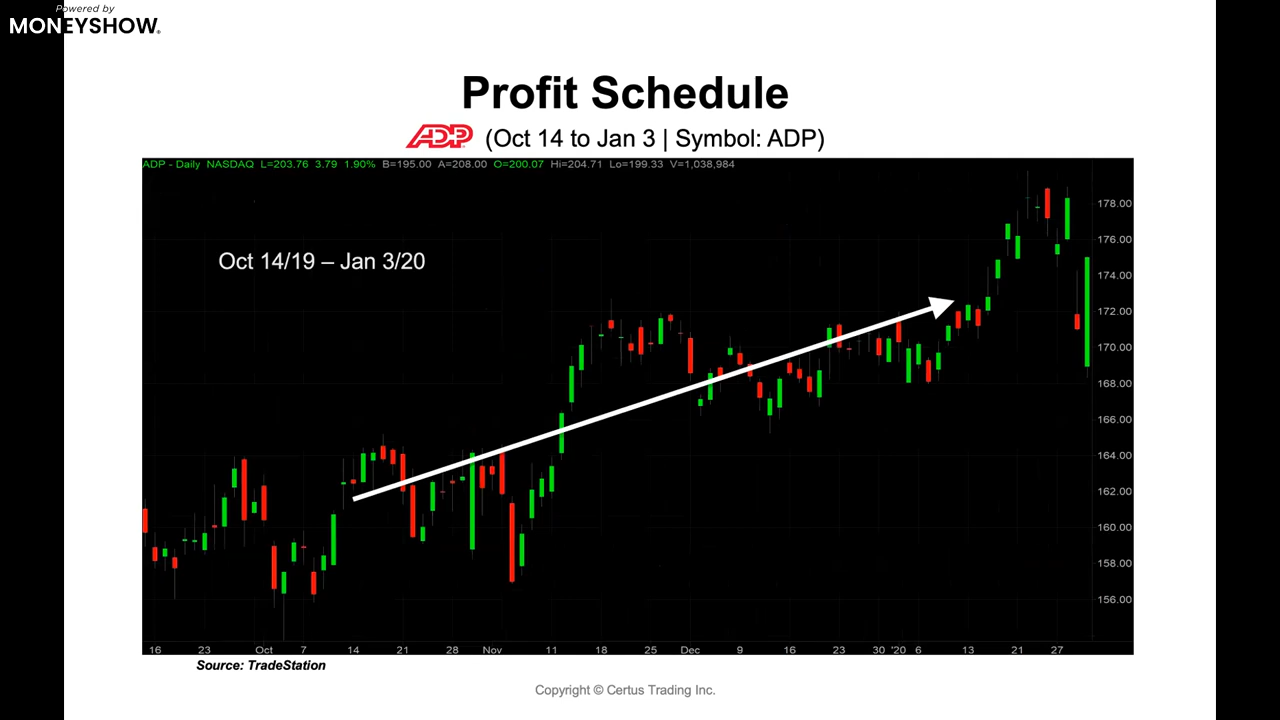 Powered by
MONEYSHOW.
Profit Schedule
ADP (Oct 14 to Jan 3 | Symbol: ADP)
ADP - Daily NASDAQ L=203.76 3.79 1.90% B=195.00 A=208.00 O=200.07 Hi=204.71 Lo=199.33 V=1,038,984
Oct 14/19 – Jan 3/20
178.00
176.00
174.00
172.00
170.00
168.00
166.00
164.00
162.00
160.00
158.00
156.00
16 23 Oct 7 14 21 28 Nov 11 18 25 Dec 9 16 23 30 '20 6 13 21 27
Source: TradeStation
Copyright © Certus Trading Inc.